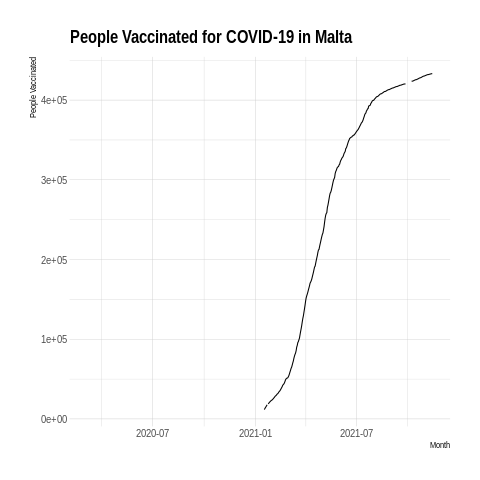 People Vaccinated for COVID-19 in Malta
People Vaccinated
4e+05
3e+05
2e+05
1e+05
0e+00
2020-07 2021-01 2021-07
Month